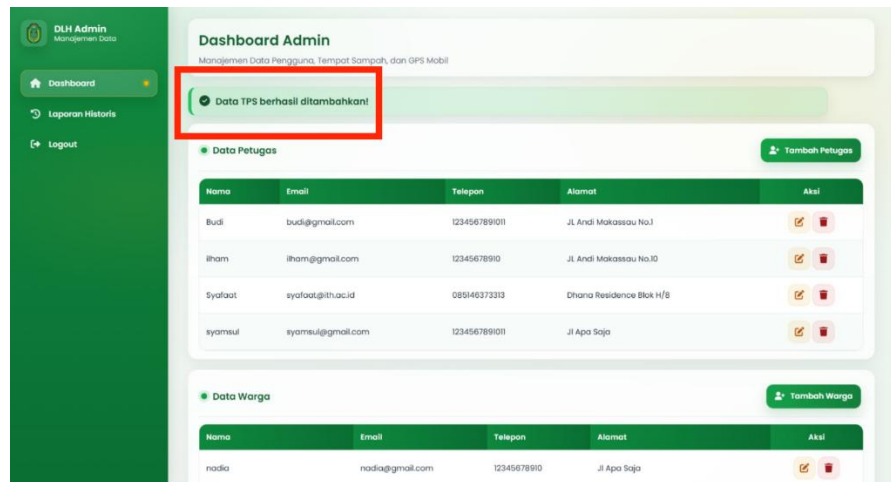 DLH Admin
Manajemen Data
Dashboard
Laporan Historis
Logout
Dashboard Admin
Manajemen Data Pengguna, Tempat Sampah, dan GPS Mobil
Data TPS berhasil ditambahkan!
Data Petugas
Tambah Petugas
Nama Email Telepon Alamat Aksi
Budi budi@gmail.com 1234567891011 JL Andi Makassau No.1
ilham ilham@gmail.com 12345678910 JL Andi Makassau No.10
Syafaat syafaat@ith.ac.id 085146373313 Dhana Residence Blok H/8
syamsul syamsul@gmail.com 1234567891011 Jl Apa Saja
Data Warga
Tambah Warga
Nama Email Telepon Alamat Aksi
nadia nadia@gmail.com 12345678910 Jl Apa Saja